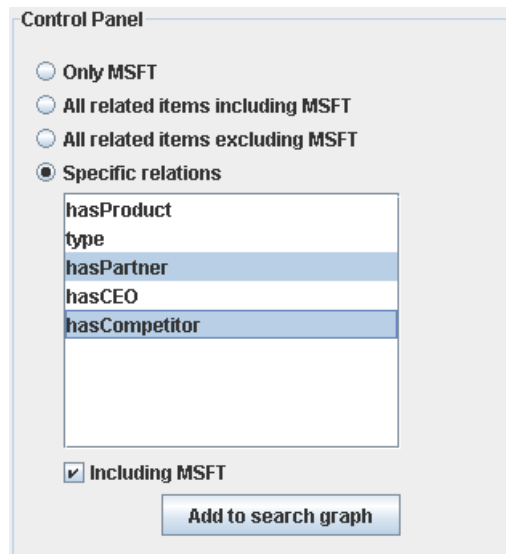 Control Panel
Only MSFT
All related items including MSFT
All related items excluding MSFT
Specific relations
hasProduct
type
hasPartner
hasCEO
hasCompetitor
Including MSFT
Add to search graph